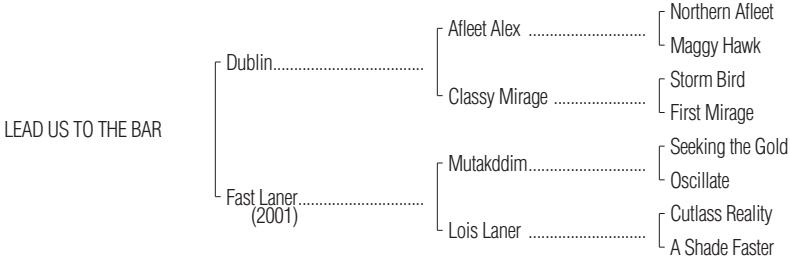 Northern Afleet
Afleet Alex ..............................
Maggy Hawk
Dublin.......................................
Storm Bird
Classy Mirage ........................
First Mirage
LEAD US TO THE BAR
Seeking the Gold
Mutakddim..............................
Oscillate
Fast Laner.................................
(2001)
Cutlass Reality
Lois Laner ..............................
A Shade Faster